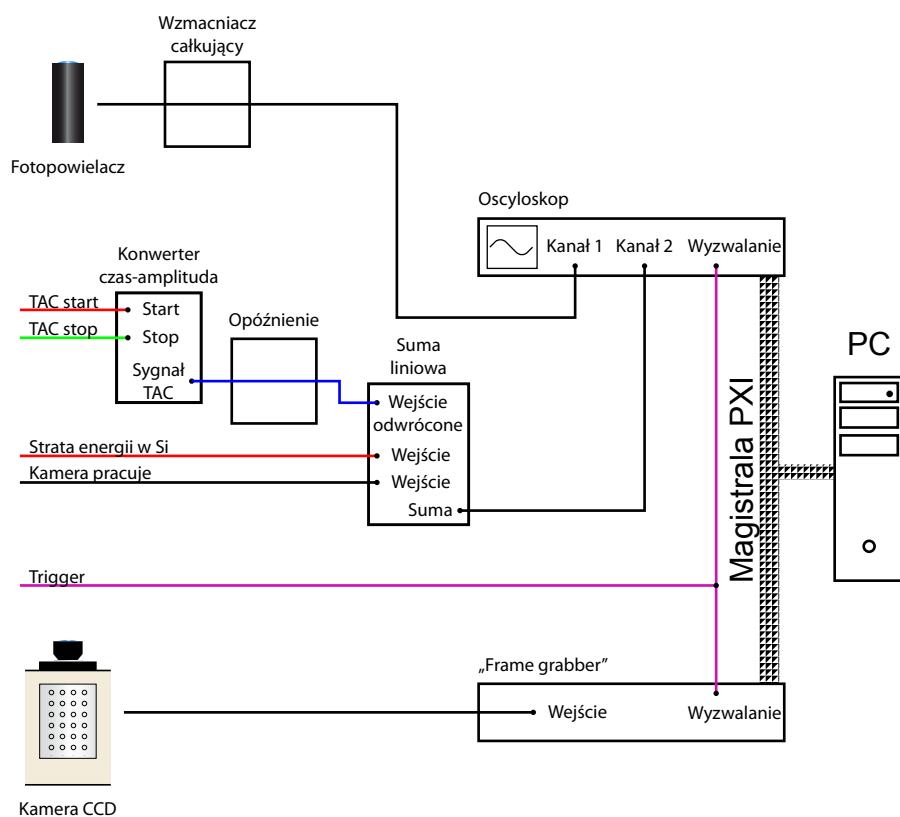 Wzmacniacz
całkujący
Fotopowielacz
Oscyloskop
Kanał 1 Kanał 2 Wyzwalanie
Konwerter
czas-amplituda
TAC start
Start
TAC stop
Stop
Sygnał
TAC
Opóźnienie
Suma
liniowa
Wejście
odwrócone
Strata energii w Si
Wejście
Kamera pracuje
Wejście
Suma
PC
Magistrala PXI
Trigger
„Frame grabber”
Wejście Wyzwalanie
Kamera CCD